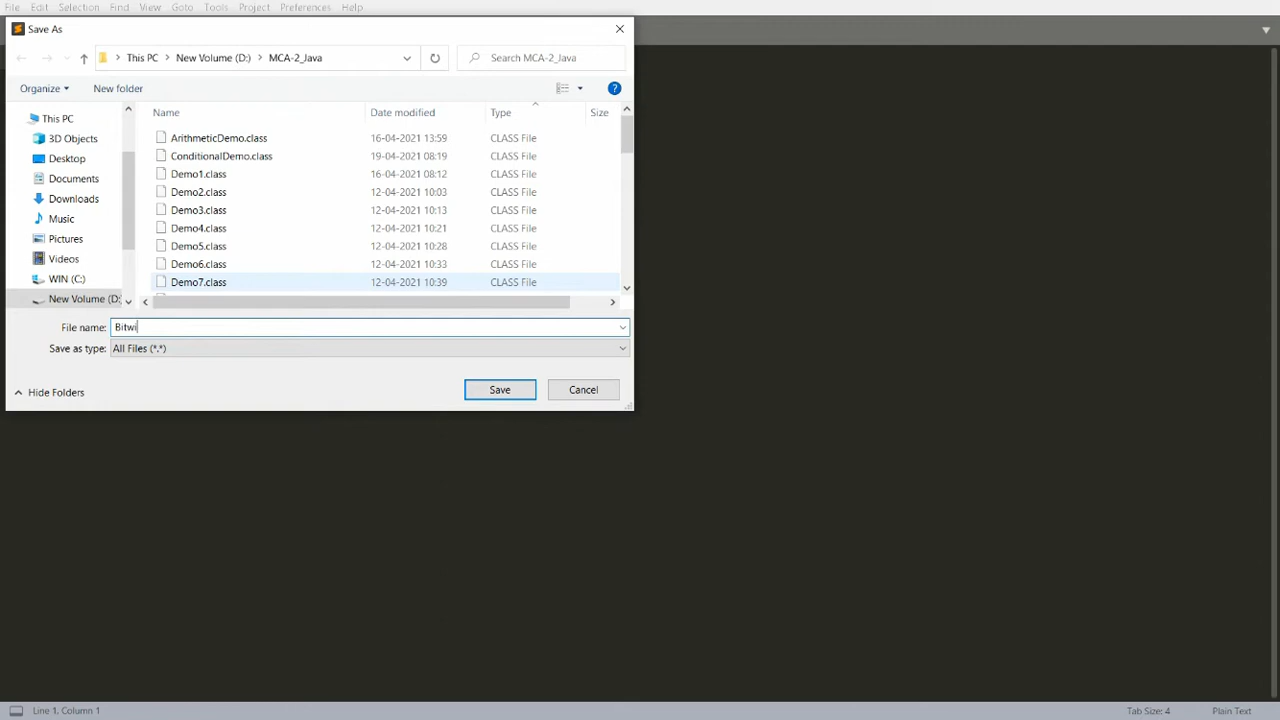 File Edit Selection Find View Goto Tools Project Preferences Help
Save As
This PC > New Volume (D:) > MCA-2_Java
Search MCA-2_Java
Organize New folder
Name Date modified Type Size
This PC
3D Objects
Desktop
Documents
Downloads
Music
Pictures
Videos
WIN (C:)
New Volume (D:
ArithmeticDemo.class 16-04-2021 13:59 CLASS File
ConditionalDemo.class 19-04-2021 08:19 CLASS File
Demo1.class 16-04-2021 08:12 CLASS File
Demo2.class 12-04-2021 10:03 CLASS File
Demo3.class 12-04-2021 10:13 CLASS File
Demo4.class 12-04-2021 10:21 CLASS File
Demo5.class 12-04-2021 10:28 CLASS File
Demo6.class 12-04-2021 10:33 CLASS File
Demo7.class 12-04-2021 10:39 CLASS File
File name: Bitwi
Save as type: All Files (*.*)
Hide Folders
Save Cancel
Line 1, Column 1
Tab Size: 4 Plain Text